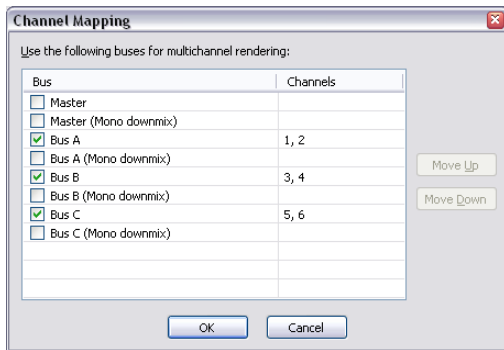 Channel Mapping
Use the following buses for multichannel rendering:
Bus Channels
Master
Master (Mono downmix)
Bus A 1, 2
Bus A (Mono downmix)
Bus B 3, 4
Bus B (Mono downmix)
Bus C 5, 6
Bus C (Mono downmix)
Move Up
Move Down
OK Cancel